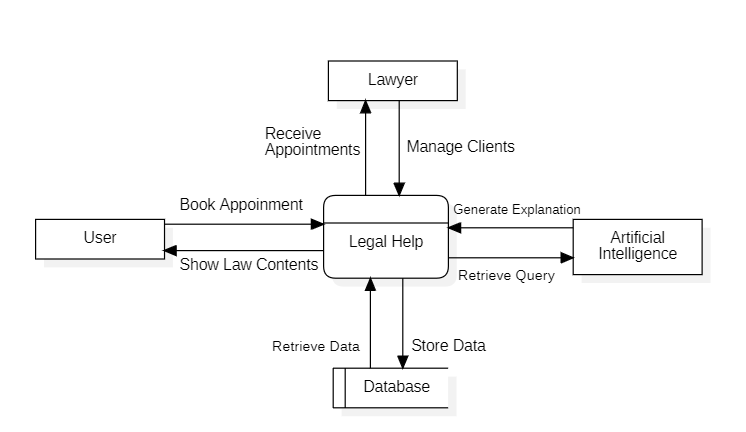 Lawyer
Receive
Appointments
Manage Clients
Book Appoinment
Generate Explanation
User
Legal Help
Artificial
Intelligence
Show Law Contents
Retrieve Query
Retrieve Data
Store Data
Database